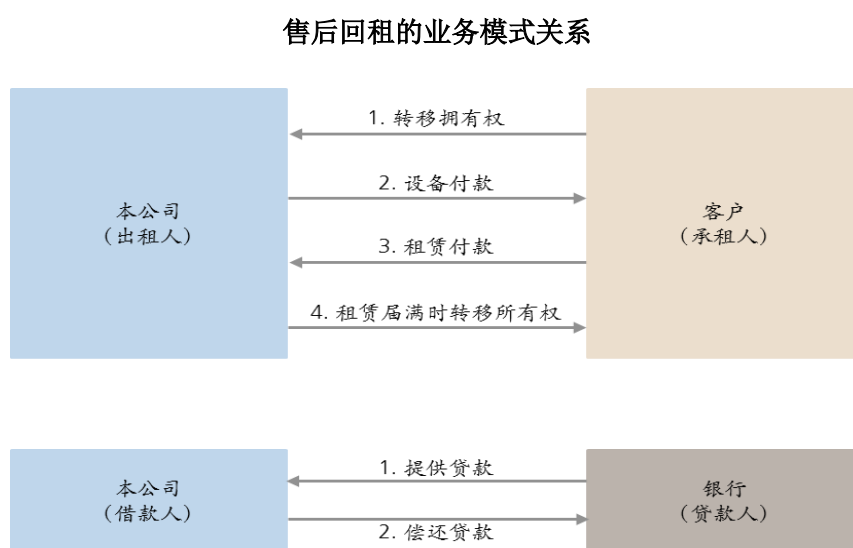 售后回租的业务模式关系
1. 转移拥有权
2. 设备付款
本公司
（出租人）
客户
（承租人）
3. 租赁付款
4. 租赁届满时转移所有权
1. 提供贷款
本公司
（借款人）
银行
（贷款人）
2. 偿还贷款